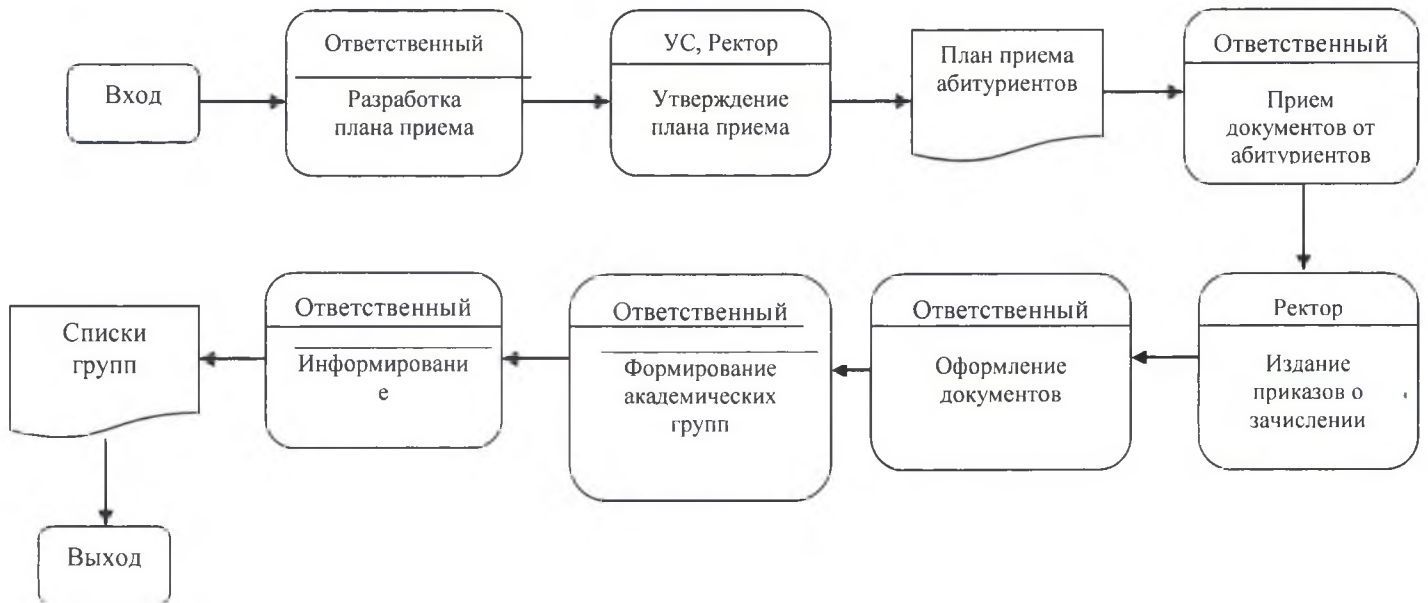 Вход
Ответственный
Разработка
плана приема
УС, Ректор
Утверждение
плана приема
План приема
абитуриентов
Ответственный
Прием
документов от
абитуриентов
Ректор
Издание
приказов о
зачислении
Ответственный
Оформление
документов
Ответственный
Формирование
академических
групп
Ответственный
Информировани
е
Списки
групп
Выход